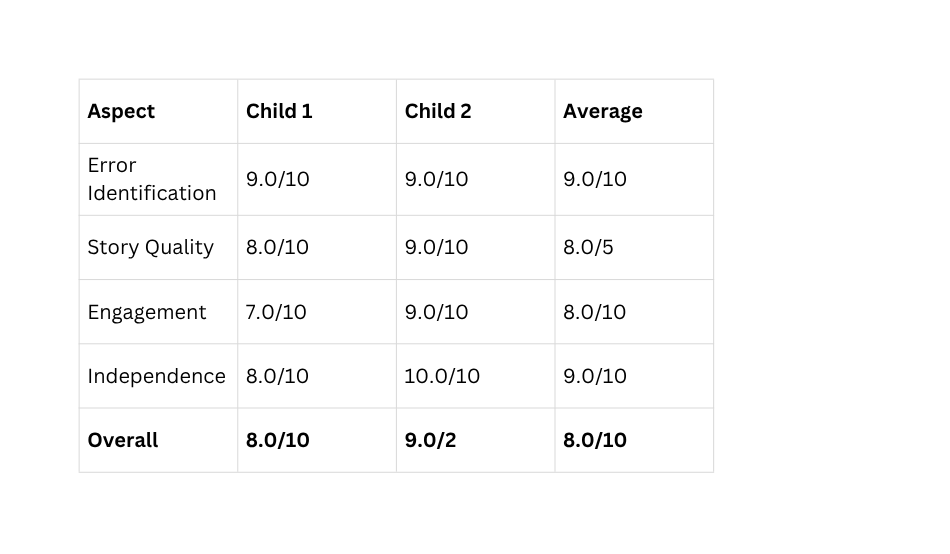 Aspect Child 1 Child 2 Average
Error
Identification 9.0/10 9.0/10 9.0/10
Story Quality 8.0/10 9.0/10 8.0/5
Engagement 7.0/10 9.0/10 8.0/10
Independence 8.0/10 10.0/10 9.0/10
Overall 8.0/10 9.0/2 8.0/10